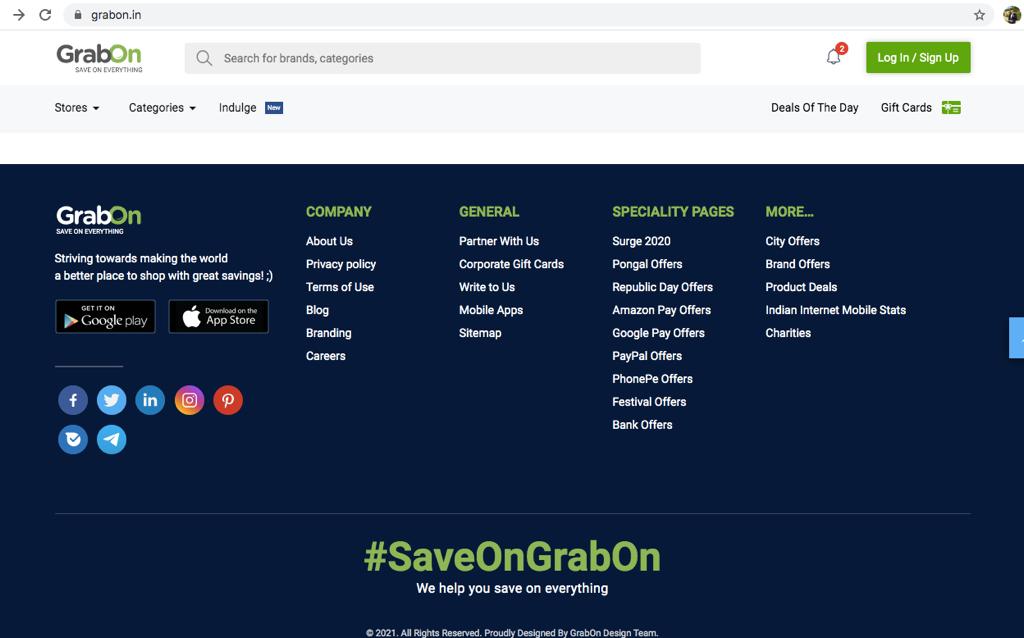 grabon.in
GrabOn
SAVE ON EVERYTHING
Search for brands, categories
2
Log In / Sign Up
Stores
Categories
Indulge
New
Deals Of The Day
Gift Cards
GrabOn
SAVE ON EVERYTHING
Striving towards making the world
a better place to shop with great savings! ;)
GET IT ON
Google play
Download on the
App Store
COMPANY
About Us
Privacy policy
Terms of Use
Blog
Branding
Careers
GENERAL
Partner With Us
Corporate Gift Cards
Write to Us
Mobile Apps
Sitemap
SPECIALITY PAGES
Surge 2020
Pongal Offers
Republic Day Offers
Amazon Pay Offers
Google Pay Offers
PayPal Offers
PhonePe Offers
Festival Offers
Bank Offers
MORE...
City Offers
Brand Offers
Product Deals
Indian Internet Mobile Stats
Charities
#SaveOnGrabOn
We help you save on everything
© 2021. All Rights Reserved. Proudly Designed By GrabOn Design Team.